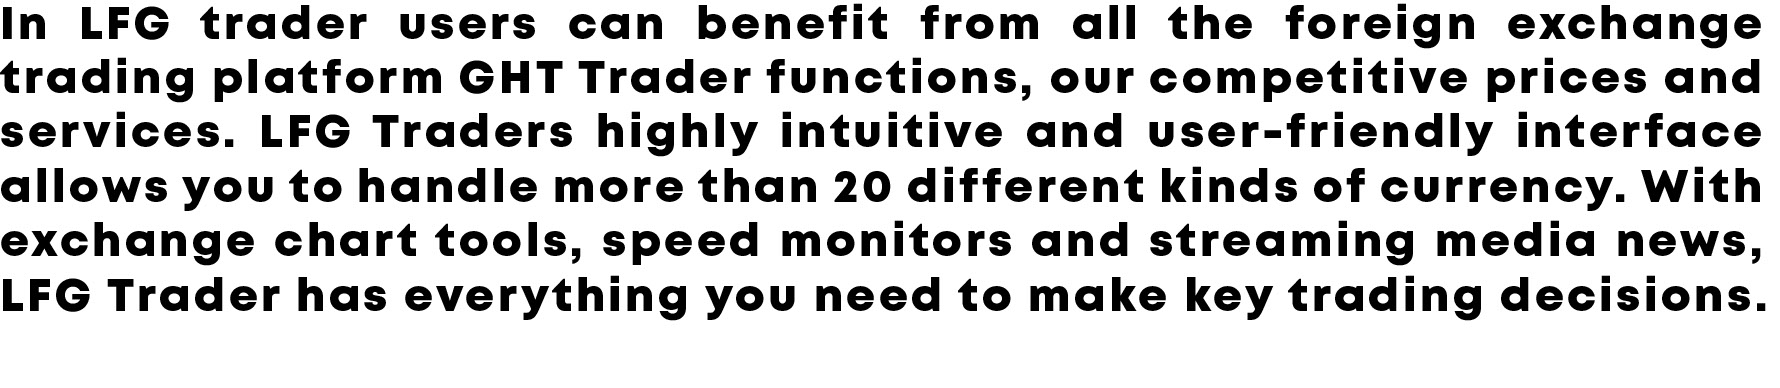 In LFG trader users can benefit from all the foreign exchange
trading platform GHT Trader functions, our competitive prices and
services. LFG Traders highly intuitive and user-friendly interface
allows you to handle more than 20 different kinds of currency. With
exchange chart tools, speed monitors and streaming media news,
LFG Trader has everything you need to make key trading decisions.